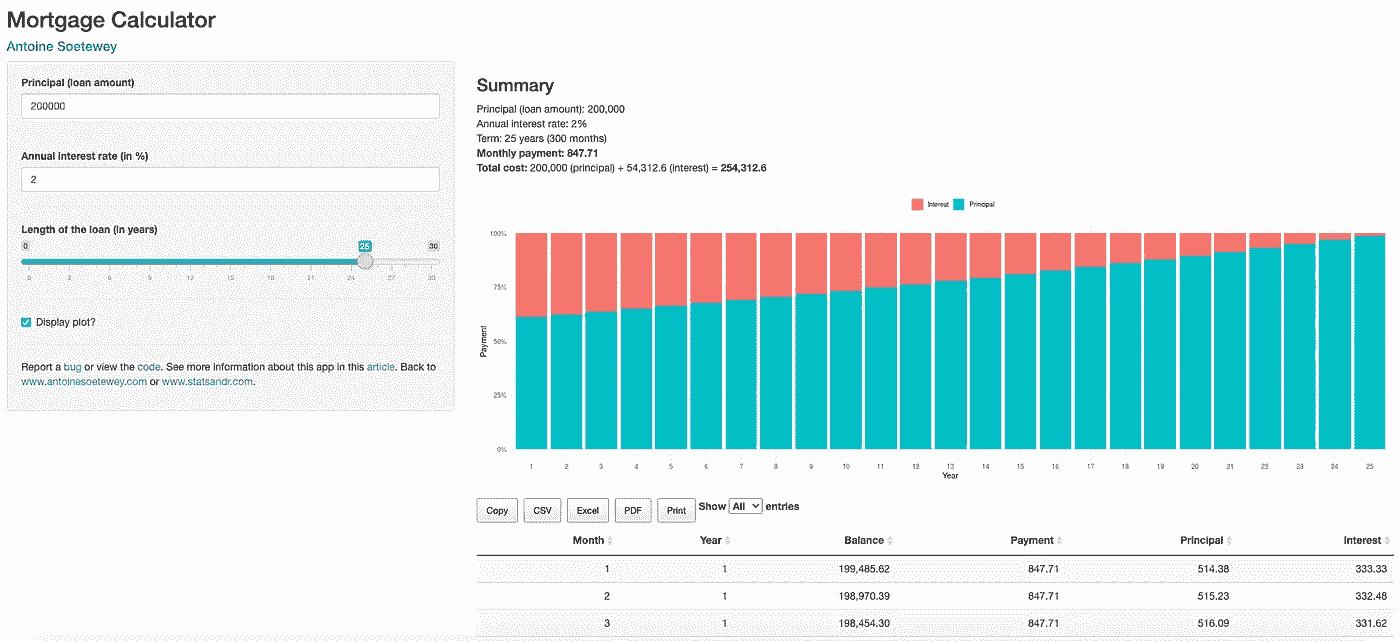 Mortgage Calculator
Antoine Soetewey
Principal (loan amount)
200000
Annual interest rate (in %)
2
Length of the loan (in years)
0 25 30
0 3 6 9 12 15 18 21 24 27 30
Display plot?
Report a bug or view the code. See more information about this app in this article. Back to
www.antoinesoetewey.com or www.statsandr.com.
Summary
Principal (loan amount): 200,000
Annual interest rate: 2%
Term: 25 years (300 months)
Monthly payment: 847.71
Total cost: 200,000 (principal) + 54,312.6 (interest) = 254,312.6
Interest Principal
100%
75%
50%
25%
0%
Payment
1 2 3 4 5 6 7 8 9 10 11 12 13 14 15 16 17 18 19 20 21 22 23 24 25
Year
Copy CSV Excel PDF Print Show All entries
Month Year Balance Payment Principal Interest
1 1 199,485.62 847.71 514.38 333.33
2 1 198,970.39 847.71 515.23 332.48
3 1 198,454.30 847.71 516.09 331.62